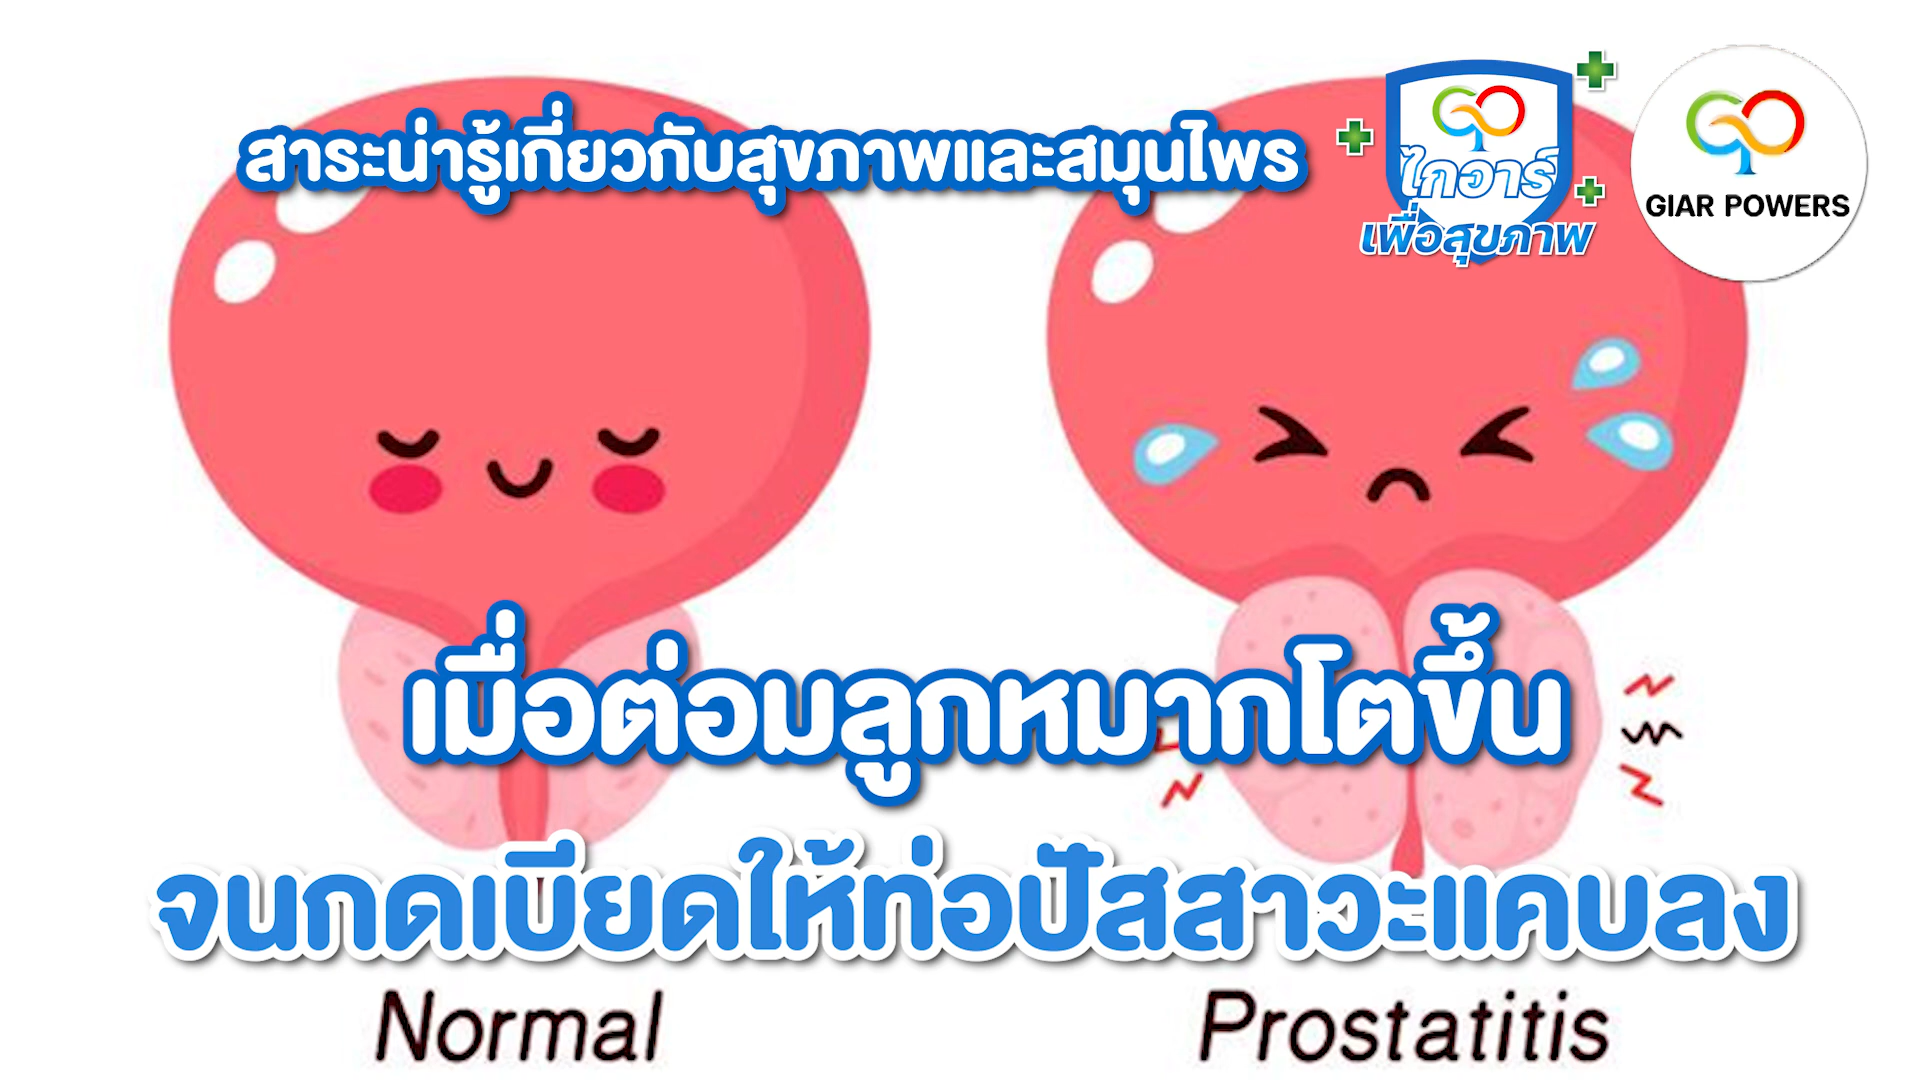 สาระน่ารู้เกี่ยวกับสุขภาพและสมุนไพร
ไกอาร์
เพื่อสุขภาพ
GIAR POWERS
เมื่อต่อมลูกหมากโตขึ้น
จนกดเบียดให้ท่อปัสสาวะแคบลง
Normal
Prostatitis